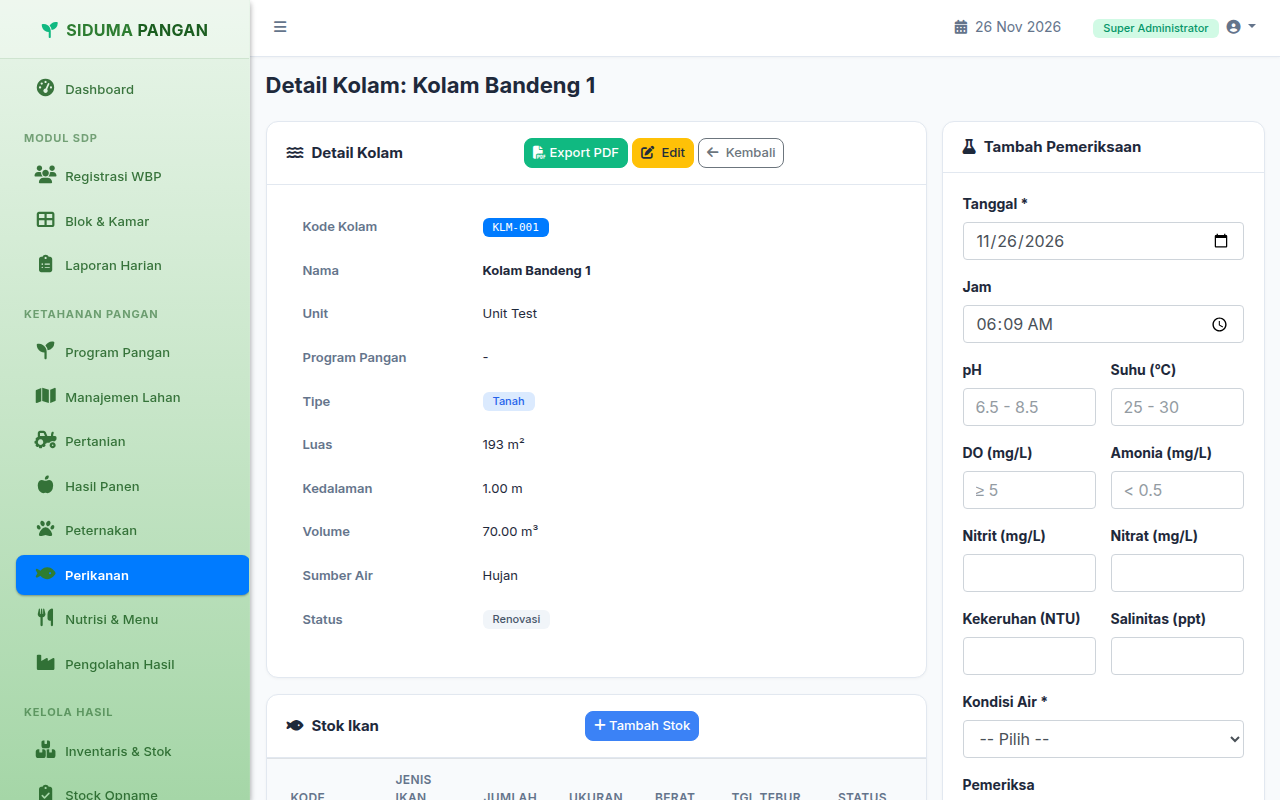 SIDUMA PANGAN
Dashboard
MODUL SDP
Registrasi WBP
Blok & Kamar
Laporan Harian
KETAHANAN PANGAN
Program Pangan
Manajemen Lahan
Pertanian
Hasil Panen
Peternakan
Perikanan
Nutrisi & Menu
Pengolahan Hasil
KELOLA HASIL
Inventaris & Stok
Stock Opname
26 Nov 2026
Super Administrator
Detail Kolam: Kolam Bandeng 1
Detail Kolam
Export PDF
Edit
Kembali
Kode Kolam KLM-001
Nama Kolam Bandeng 1
Unit Unit Test
Program Pangan -
Tipe Tanah
Luas 193 m²
Kedalaman 1.00 m
Volume 70.00 m³
Sumber Air Hujan
Status Renovasi
Stok Ikan
Tambah Stok
KODE JENIS IKAN JUMLAH UKURAN BERAT TGL TEBUR STATUS
Tambah Pemeriksaan
Tanggal *
11/26/2026
Jam
06:09 AM
pH Suhu (°C)
6.5 - 8.5 25 - 30
DO (mg/L) Amonia (mg/L)
≥ 5 < 0.5
Nitrit (mg/L) Nitrat (mg/L)
Kekeruhan (NTU) Salinitas (ppt)
Kondisi Air *
-- Pilih --
Pemeriksa